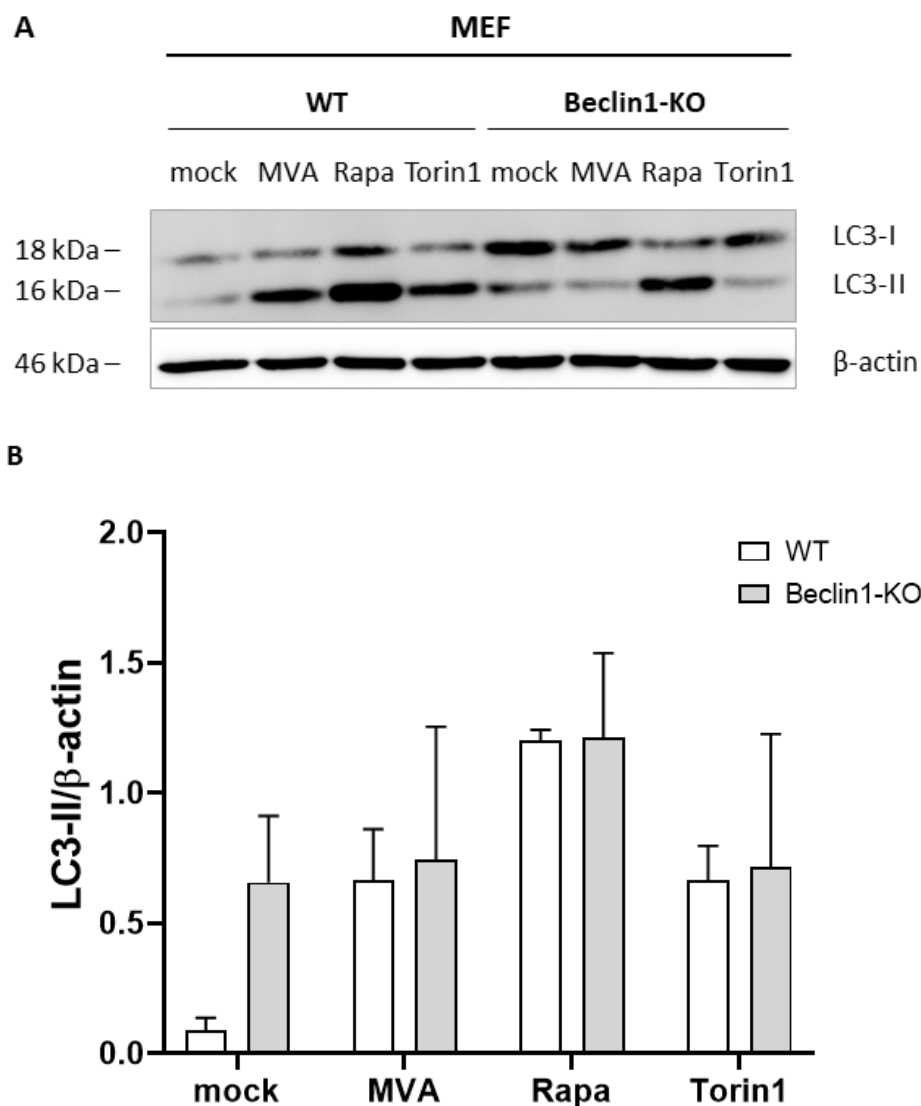 A
MEF
WT Beclin1-KO
mock MVA Rapa Torin1 mock MVA Rapa Torin1
18 kDa – LC3-I
16 kDa – LC3-II
46 kDa – β-actin
B
2.0
WT
Beclin1-KO
1.5
1.0
0.5
0.0
LC3-II/β-actin
mock MVA Rapa Torin1